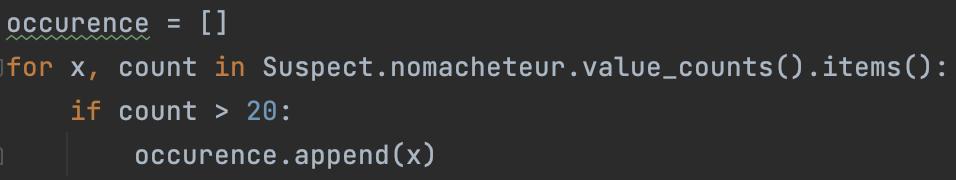 occurence = []
for x, count in Suspect.nomacheteur.value_counts().items():
    if count > 20:
        occurence.append(x)